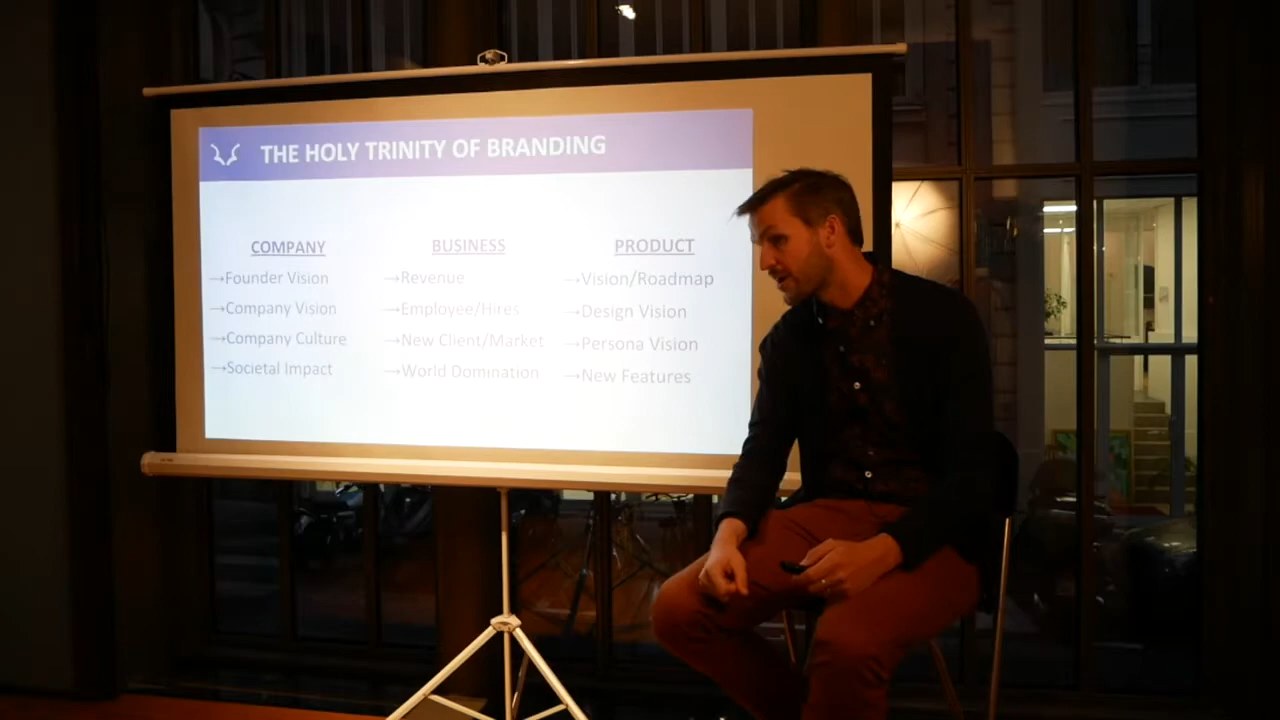 THE HOLY TRINITY OF BRANDING
COMPANY
→Founder Vision
→Company Vision
→Company Culture
→Societal Impact
BUSINESS
→Revenue
→Employee/Hires
→New Client/Market
→World Domination
PRODUCT
→Vision/Roadmap
→Design Vision
→Persona Vision
→New Features